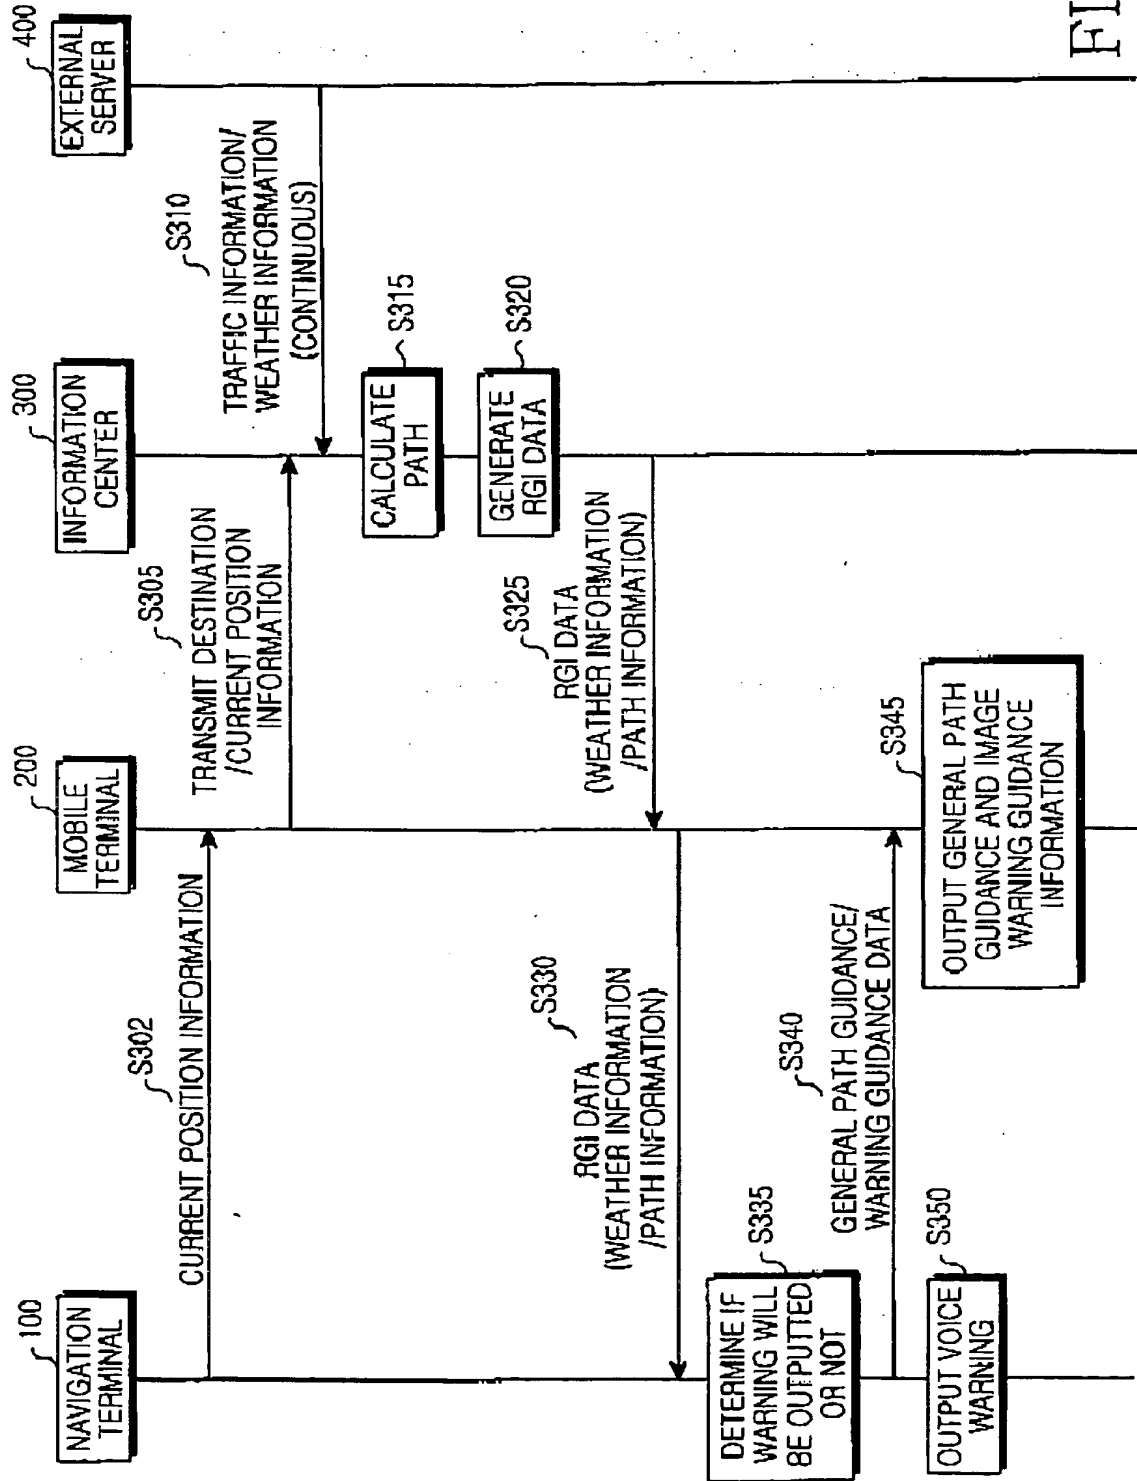 100
NAVIGATION
TERMINAL
200
MOBILE
TERMINAL
300
INFORMATION
CENTER
400
EXTERNAL
SERVER
S302
CURRENT POSITION INFORMATION
S305
TRANSMIT DESTINATION
/CURRENT POSITION
INFORMATION
S310
TRAFFIC INFORMATION/
WEATHER INFORMATION
(CONTINUOUS)
CALCULATE
PATH
S315
GENERATE
RGI DATA
S320
S325
RGI DATA
(WEATHER INFORMATION
/PATH INFORMATION)
S330
RGI DATA
(WEATHER INFORMATION
/PATH INFORMATION)
DETERMINE IF
WARNING WILL
BE OUTPUTTED
OR NOT
S335
S340
GENERAL PATH GUIDANCE/
WARNING GUIDANCE DATA
S345
OUTPUT GENERAL PATH
GUIDANCE AND IMAGE
WARNING GUIDANCE
INFORMATION
OUTPUT VOICE
WARNING
S350